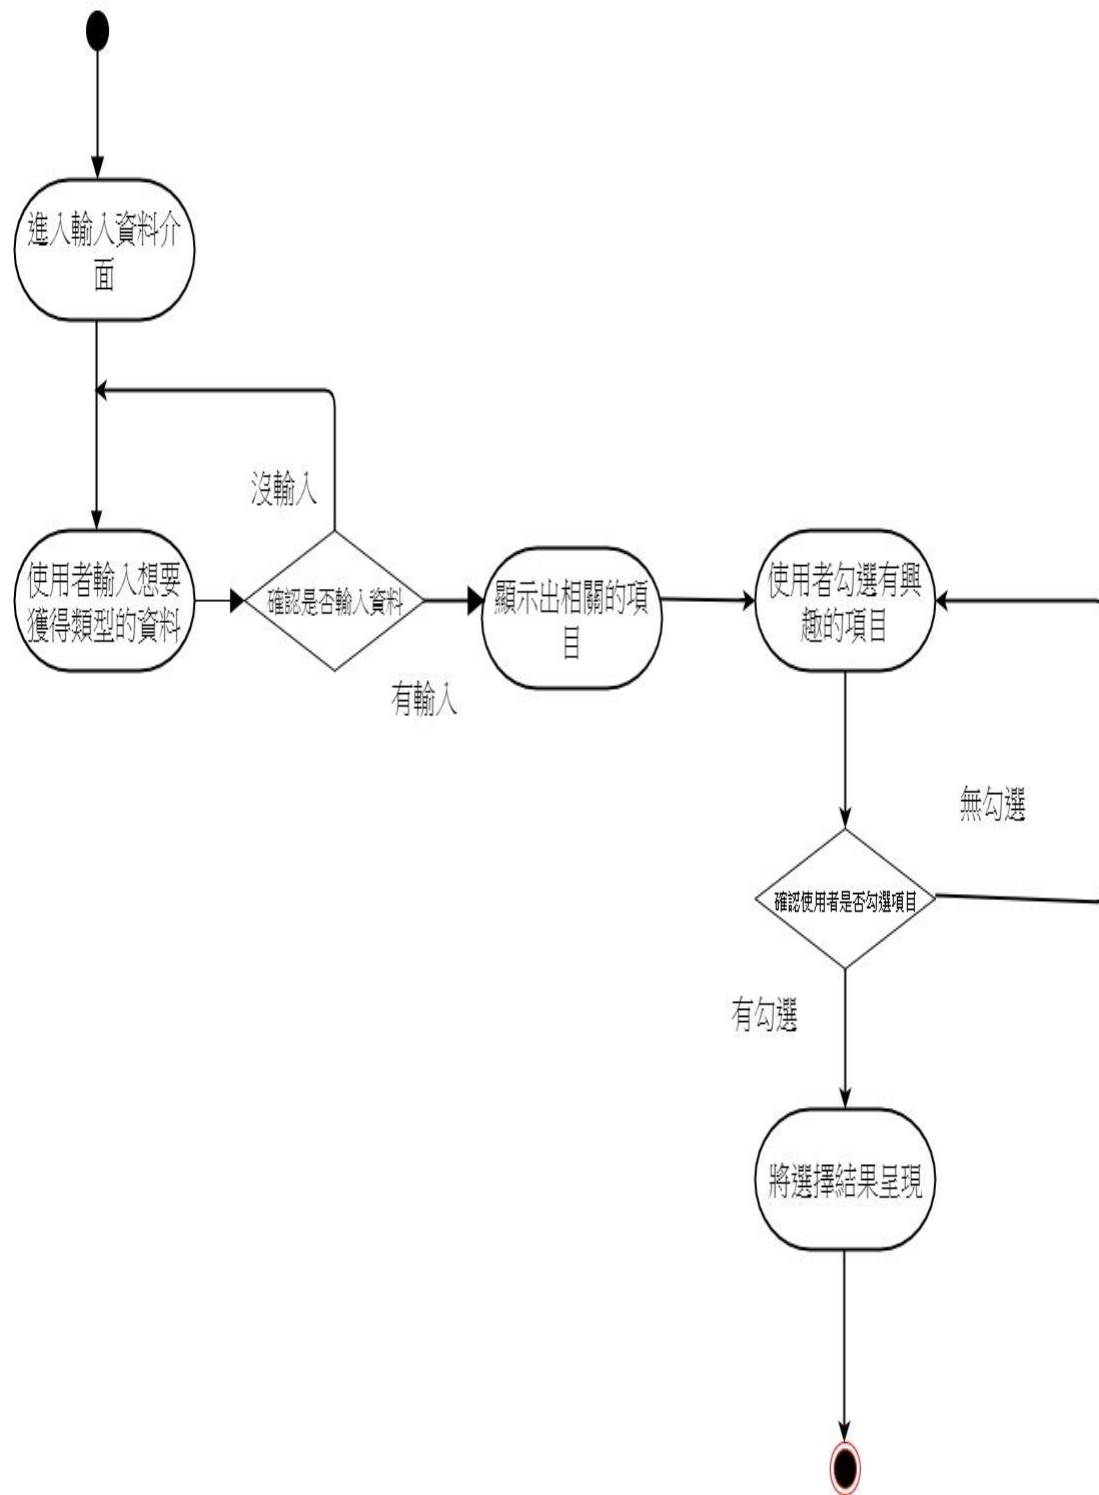 進入輸入資料介
面
沒輸入
使用者輸入想要
獲得類型的資料
確認是否輸入資料
有輸入
顯示出相關的項
目
使用者勾選有興
趣的項目
無勾選
確認使用者是否勾選項目
有勾選
將選擇結果呈現